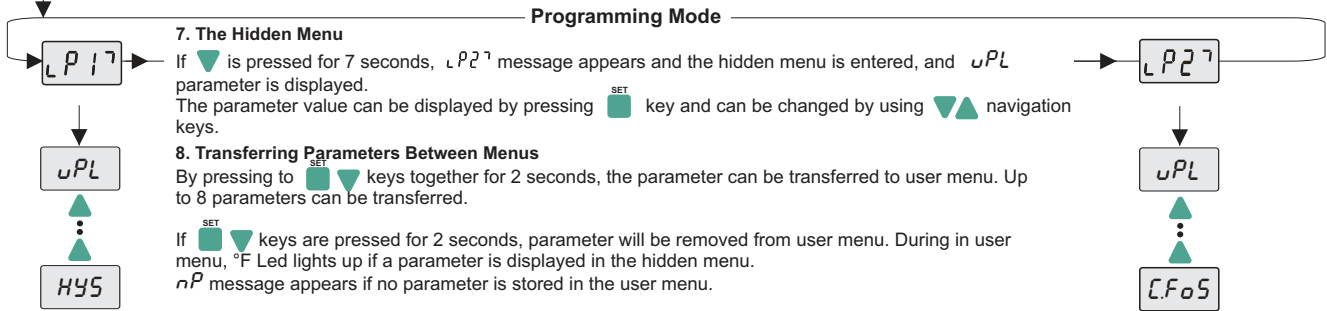 Programming Mode
7. The Hidden Menu
If is pressed for 7 seconds, ˻P2˺ message appears and the hidden menu is entered, and uPL
parameter is displayed.
SET
The parameter value can be displayed by pressing key and can be changed by using navigation
keys.
8. Transferring Parameters Between Menus
SET
By pressing to keys together for 2 seconds, the parameter can be transferred to user menu. Up
to 8 parameters can be transferred.
SET
If keys are pressed for 2 seconds, parameter will be removed from user menu. During in user
menu, °F Led lights up if a parameter is displayed in the hidden menu.
nP message appears if no parameter is stored in the user menu.
˻P1˺
uPL
HYS
˻P2˺
uPL
C.FoS